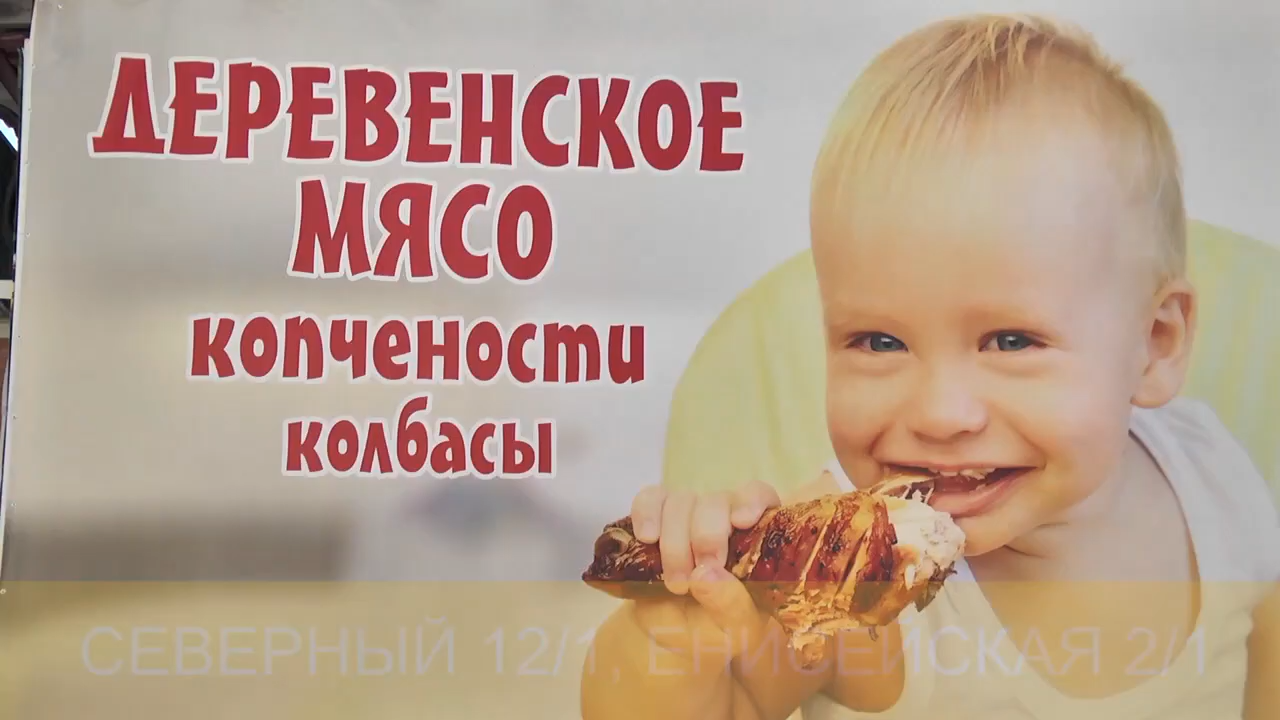 ДЕРЕВЕНСКОЕ
МЯСО
копчености
колбасы
СЕВЕРНЫЙ 12/1, ЕНИСЕЙСКАЯ 2/1